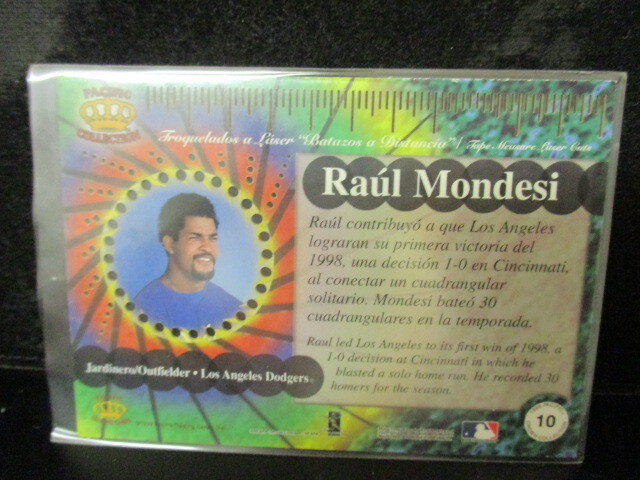 PACIFIC
COLLECTION
Troquelados a Láser "Batazos a Distancia" / Tape Measure Laser Cuts
Raúl Mondesi
Raúl contribuyó a que Los Angeles
lograran su primera victoria del
1998, una decisión 1-0 en Cincinnati,
al conectar un cuadrangular
solitario. Mondesi bateó 30
cuadrangulares en la temporada.
Raul led Los Angeles to its first win of 1998, a
1-0 decision at Cincinnati in which he
blasted a solo home run. He recorded 30
homers for the season.
Jardinero/Outfielder • Los Angeles Dodgers
10